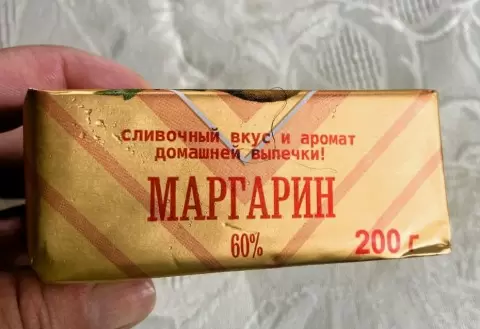 сливочный вкус и аромат
домашней выпечки!
МАРГАРИН
60%
200 г